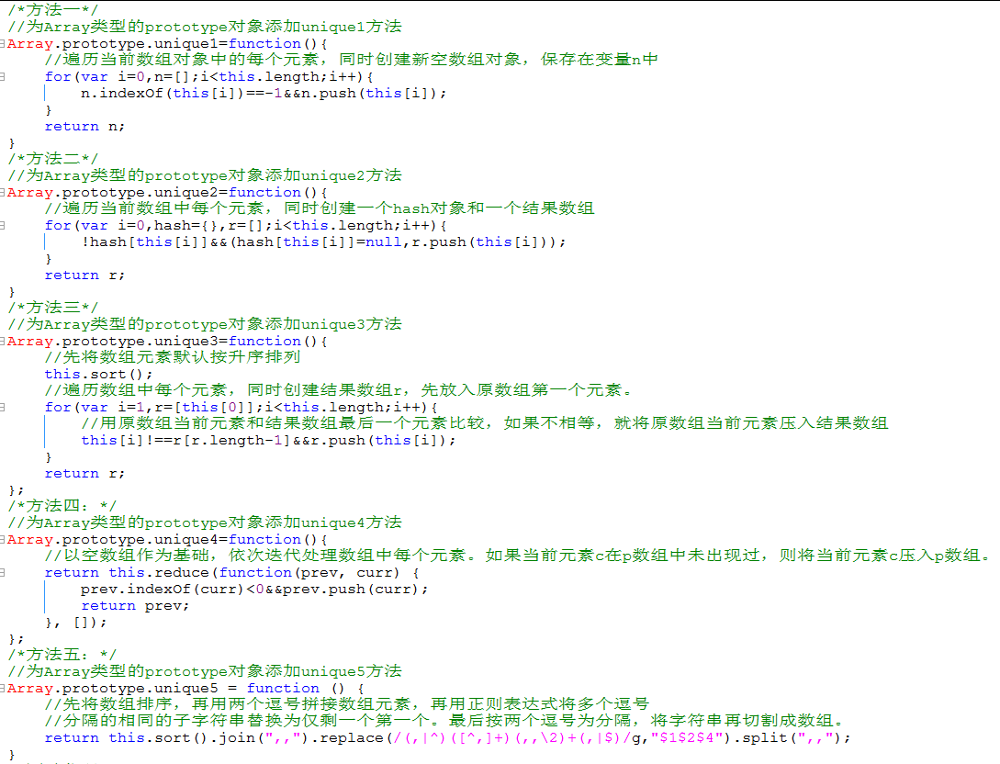 /*方法一*/
//为Array类型的prototype对象添加unique1方法
Array.prototype.unique1=function(){
    //遍历当前数组对象中的每个元素，同时创建新空数组对象，保存在变量n中
    for(var i=0,n=[];i<this.length;i++){
        n.indexOf(this[i])==-1&&n.push(this[i]);
    }
    return n;
}
/*方法二*/
//为Array类型的prototype对象添加unique2方法
Array.prototype.unique2=function(){
    //遍历当前数组中每个元素，同时创建一个hash对象和一个结果数组
    for(var i=0,hash={},r=[];i<this.length;i++){
        !hash[this[i]]&&(hash[this[i]]=null,r.push(this[i]));
    }
    return r;
}
/*方法三*/
//为Array类型的prototype对象添加unique3方法
Array.prototype.unique3=function(){
    //先将数组元素默认按升序排列
    this.sort();
    //遍历数组中每个元素，同时创建结果数组r，先放入原数组第一个元素。
    for(var i=1,r=[this[0]];i<this.length;i++){
        //用原数组当前元素和结果数组最后一个元素比较，如果不相等，就将原数组当前元素压入结果数组
        this[i]!==r[r.length-1]&&r.push(this[i]);
    }
    return r;
};
/*方法四：*/
//为Array类型的prototype对象添加unique4方法
Array.prototype.unique4=function(){
    //以空数组作为基础，依次迭代处理数组中每个元素。如果当前元素c在p数组中未出现过，则将当前元素c压入p数组。
    return this.reduce(function(prev, curr) {
        prev.indexOf(curr)<0&&prev.push(curr);
        return prev;
    }, []);
};
/*方法五：*/
//为Array类型的prototype对象添加unique5方法
Array.prototype.unique5 = function () {
    //先将数组排序，再用两个逗号拼接数组元素，再用正则表达式将多个逗号
    //分隔的相同的子字符串替换为仅剩一个第一个。最后按两个逗号为分隔，将字符串再切割成数组。
    return this.sort().join(",,").replace(/(,|^)([^,]+)(,,\2)+(,|$)/g,"$1$2$4").split(",,");
}